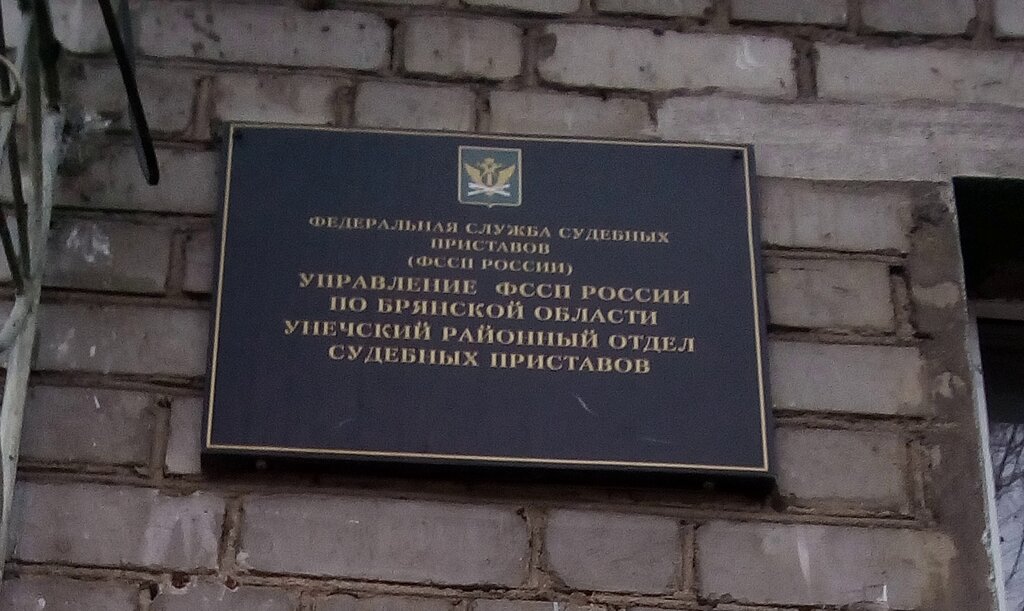 ФЕДЕРАЛЬНАЯ СЛУЖБА СУДЕБНЫХ
ПРИСТАВОВ
(ФССП РОССИИ)
УПРАВЛЕНИЕ ФССП РОССИИ
ПО БРЯНСКОЙ ОБЛАСТИ
УНЕЧСКИЙ РАЙОННЫЙ ОТДЕЛ
СУДЕБНЫХ ПРИСТАВОВ